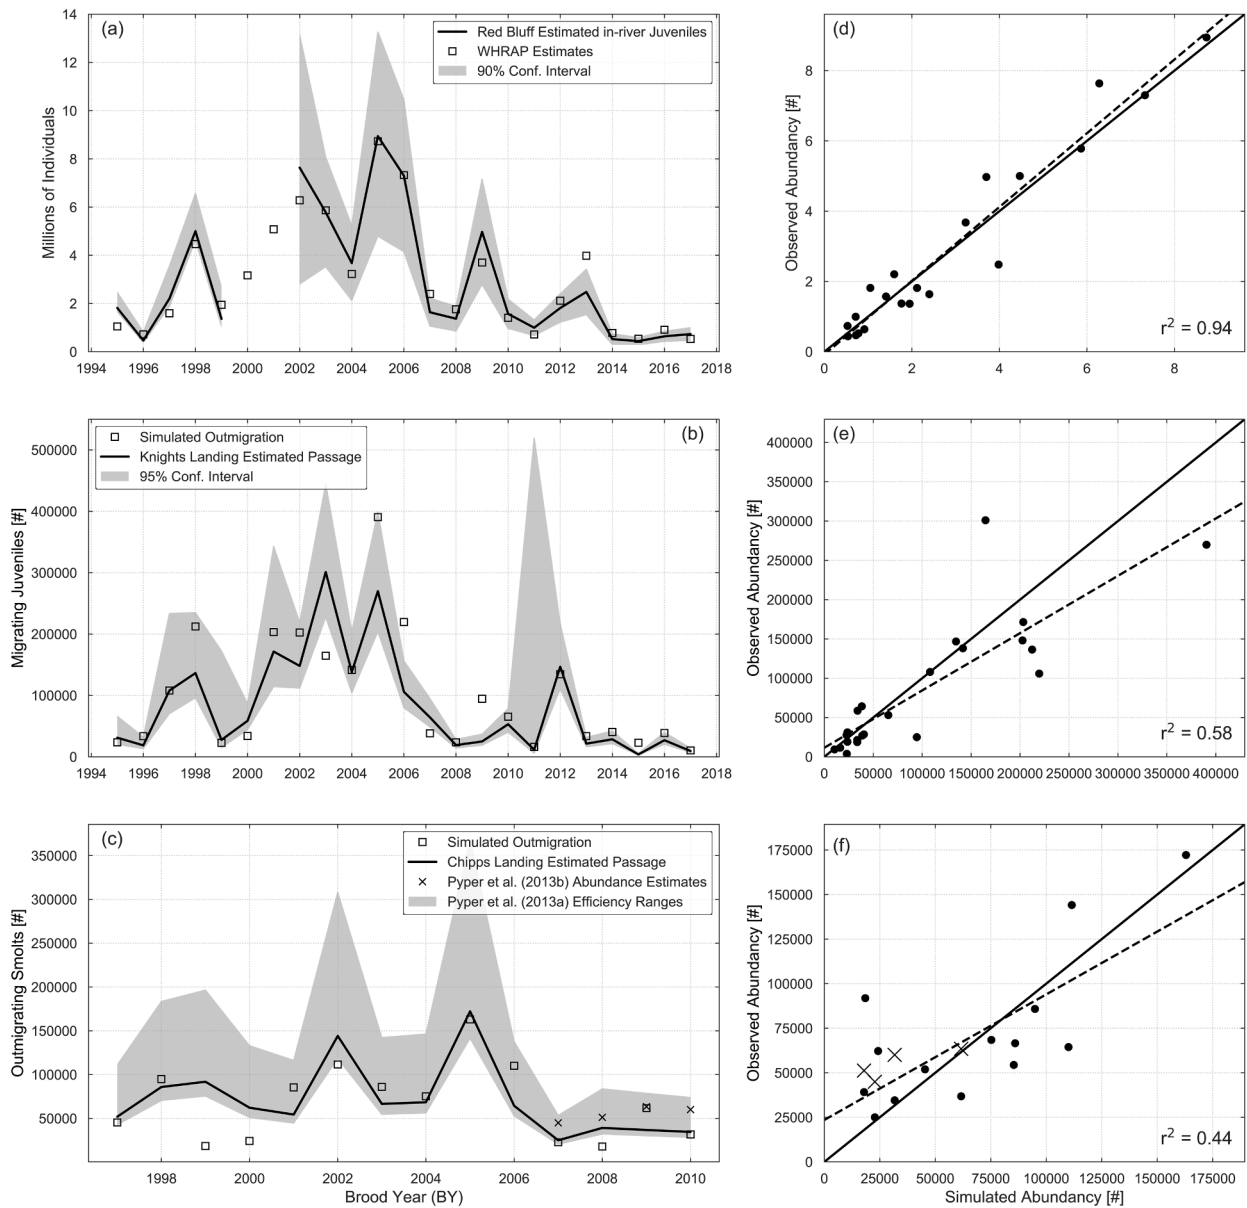 (a)
Red Bluff Estimated in-river Juveniles
WHRAP Estimates
90% Conf. Interval
Millions of Individuals
14
12
10
8
6
4
2
0
1994 1996 1998 2000 2002 2004 2006 2008 2010 2012 2014 2016 2018
(d)
Observed Abundancy [#]
8
6
4
2
0
r² = 0.94
0 2 4 6 8
(b)
Simulated Outmigration
Knights Landing Estimated Passage
95% Conf. Interval
Migrating Juveniles [#]
500000
400000
300000
200000
100000
0
1994 1996 1998 2000 2002 2004 2006 2008 2010 2012 2014 2016 2018
(e)
Observed Abundancy [#]
400000
350000
300000
250000
200000
150000
100000
50000
0
r² = 0.58
0 50000 100000 150000 200000 250000 300000 350000 400000
(c)
Simulated Outmigration
Chipps Landing Estimated Passage
Pyper et al. (2013b) Abundance Estimates
Pyper et al. (2013a) Efficiency Ranges
Outmigrating Smolts [#]
350000
300000
250000
200000
150000
100000
50000
1998 2000 2002 2004 2006 2008 2010
Brood Year (BY)
(f)
Observed Abundancy [#]
175000
150000
125000
100000
75000
50000
25000
0
r² = 0.44
0 25000 50000 75000 100000 125000 150000 175000
Simulated Abundancy [#]